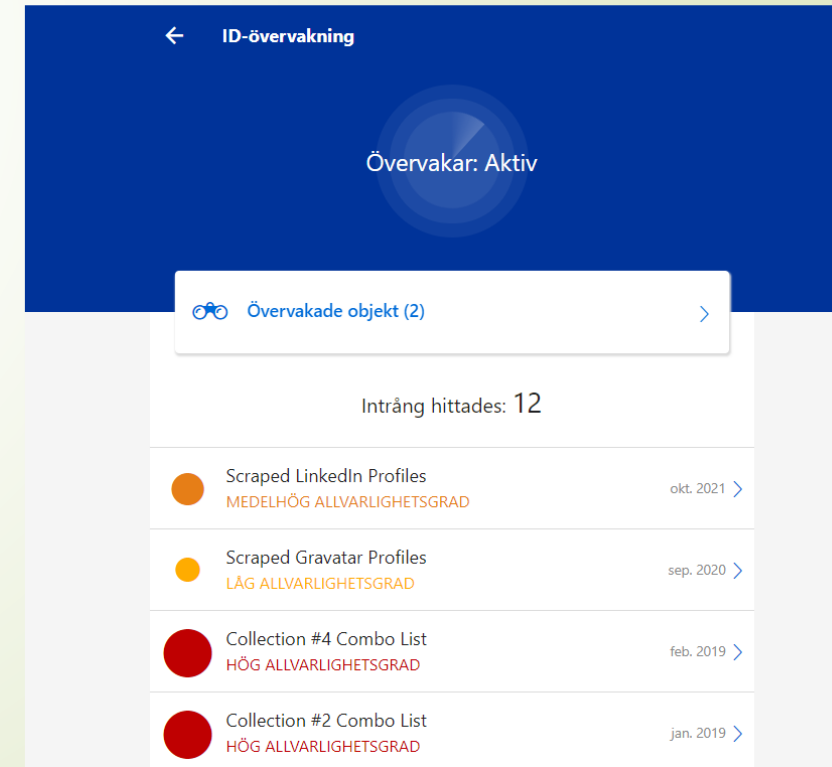 ID-övervakning
Övervakar: Aktiv
Övervakade objekt (2)
Intrång hittades: 12
Scraped LinkedIn Profiles
MEDELHÖG ALLVARLIGHETSGRAD
okt. 2021
Scraped Gravatar Profiles
LÅG ALLVARLIGHETSGRAD
sep. 2020
Collection #4 Combo List
HÖG ALLVARLIGHETSGRAD
feb. 2019
Collection #2 Combo List
HÖG ALLVARLIGHETSGRAD
jan. 2019